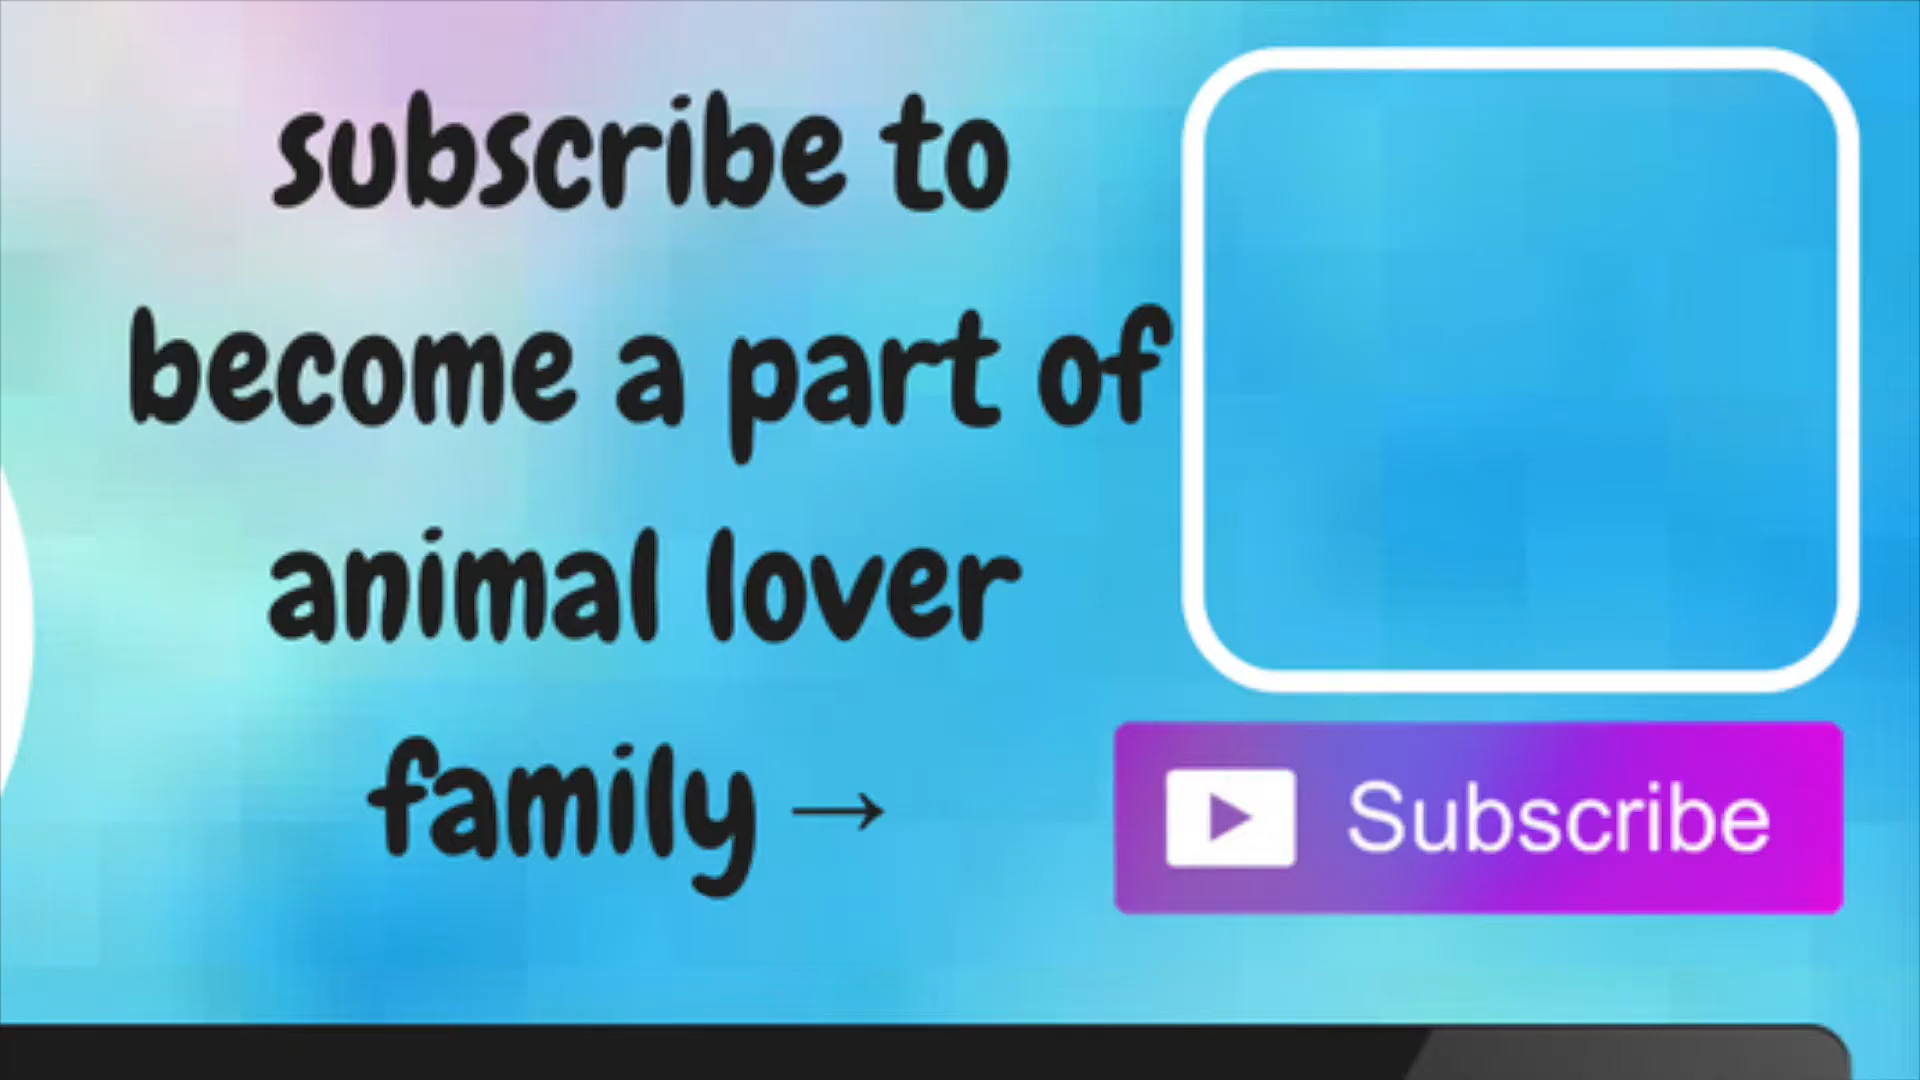 subscribe to
become a part of
animal lover
family →
Subscribe